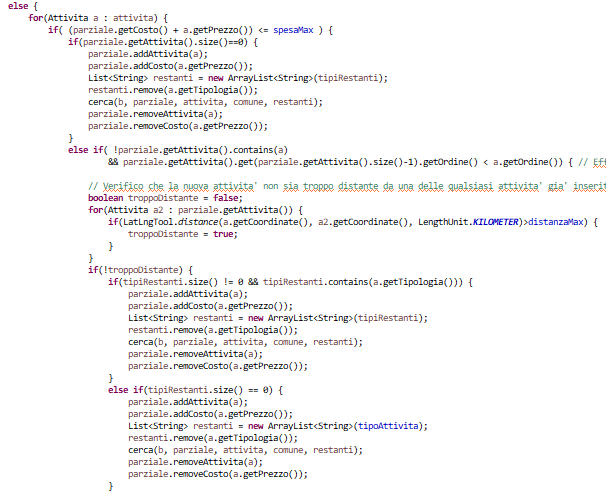 else {
for(Attivita a : attivita) {
if( (parziale.getCosto() + a.getPrezzo()) <= spesaMax ) {
if(parziale.getAttivita().size()==0) {
parziale.addAttivita(a);
parziale.addCosto(a.getPrezzo());
List<String> restanti = new ArrayList<String>(tipiRestanti);
restanti.remove(a.getTipologia());
cerca(b, parziale, attivita, comune, restanti);
parziale.removeAttivita(a);
parziale.removeCosto(a.getPrezzo());
}
else if( !parziale.getAttivita().contains(a)
&& parziale.getAttivita().get(parziale.getAttivita().size()-1).getOrdine() < a.getOrdine()) { // Eff
// Verifico che la nuova attivita' non sia troppo distante da una delle qualsiasi attivita' gia' inserit
boolean troppoDistante = false;
for(Attivita a2 : parziale.getAttivita()) {
if(LatLngTool.distance(a.getCoordinate(), a2.getCoordinate(), LengthUnit.KILOMETER)>distanzaMax) {
troppoDistante = true;
}
}
if(!troppoDistante) {
if(tipiRestanti.size() != 0 && tipiRestanti.contains(a.getTipologia())) {
parziale.addAttivita(a);
parziale.addCosto(a.getPrezzo());
List<String> restanti = new ArrayList<String>(tipiRestanti);
restanti.remove(a.getTipologia());
cerca(b, parziale, attivita, comune, restanti);
parziale.removeAttivita(a);
parziale.removeCosto(a.getPrezzo());
}
else if(tipiRestanti.size() == 0) {
parziale.addAttivita(a);
parziale.addCosto(a.getPrezzo());
List<String> restanti = new ArrayList<String>(tipoAttivita);
restanti.remove(a.getTipologia());
cerca(b, parziale, attivita, comune, restanti);
parziale.removeAttivita(a);
parziale.removeCosto(a.getPrezzo());
}